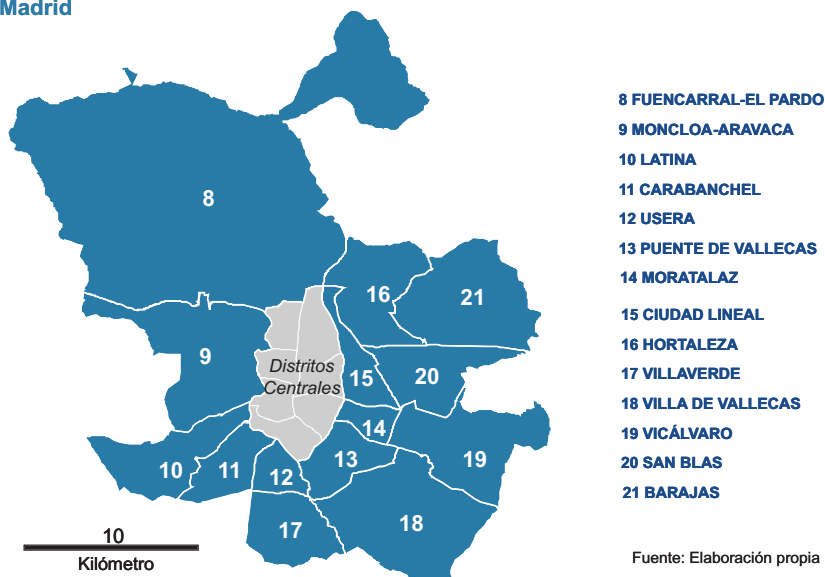 Madrid
8
16
21
9
Distritos
Centrales
15
20
14
10
11
12
13
19
17
18
10
Kilómetro
8 FUENCARRAL-EL PARDO
9 MONCLOA-ARAVACA
10 LATINA
11 CARABANCHEL
12 USERA
13 PUENTE DE VALLECAS
14 MORATALAZ
15 CIUDAD LINEAL
16 HORTALEZA
17 VILLAVERDE
18 VILLA DE VALLECAS
19 VICÁLVARO
20 SAN BLAS
21 BARAJAS
Fuente: Elaboración propia